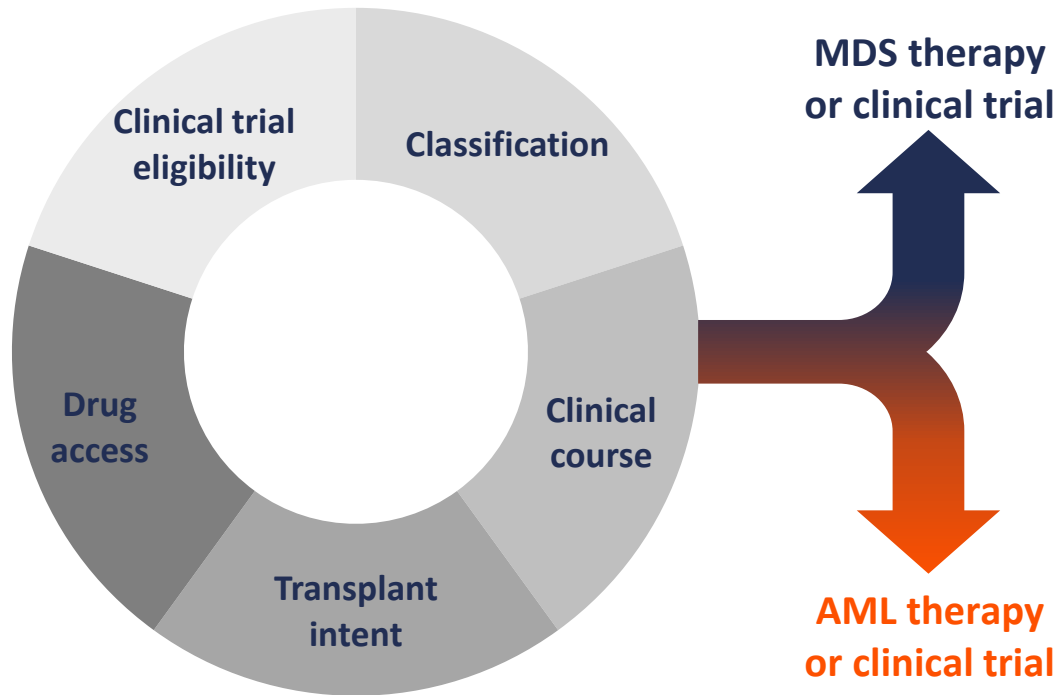 Clinical trial
eligibility
Classification
Drug
access
Clinical
course
Transplant
intent
MDS therapy
or clinical trial
AML therapy
or clinical trial